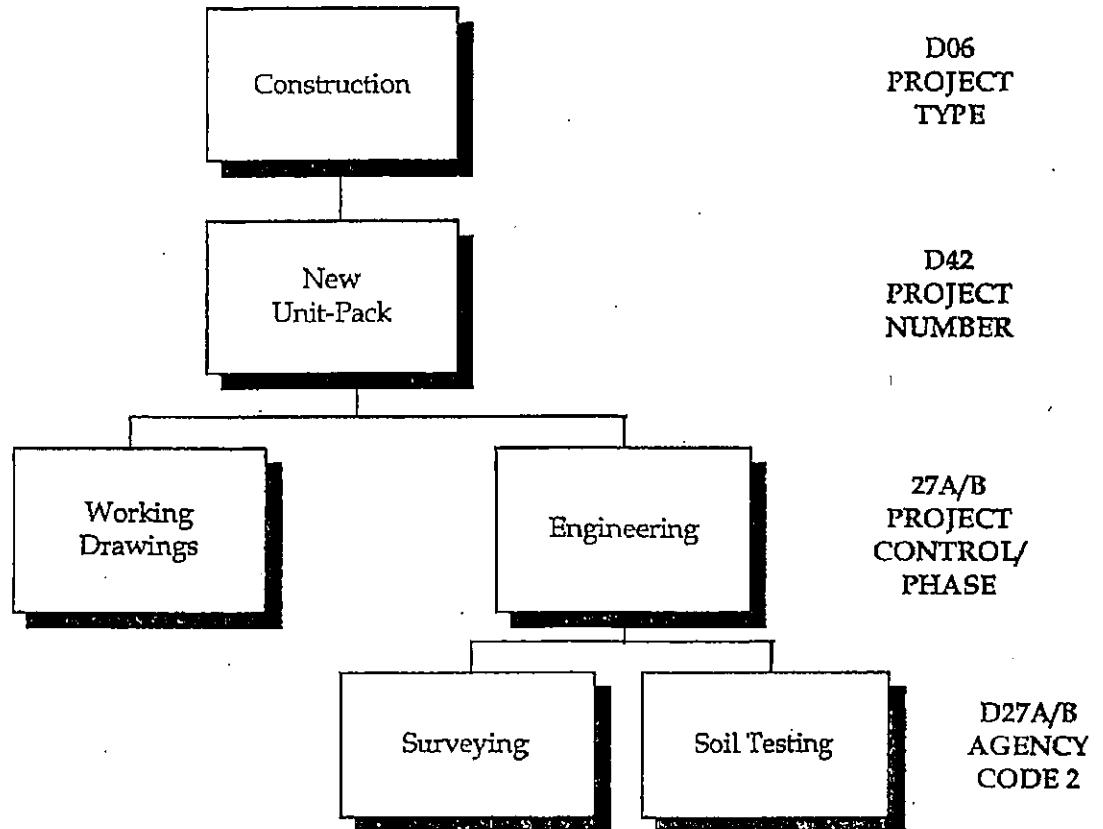 Construction
D06
PROJECT
TYPE
New
Unit-Pack
D42
PROJECT
NUMBER
Working
Drawings
Engineering
27A/B
PROJECT
CONTROL/
PHASE
Surveying
Soil Testing
D27A/B
AGENCY
CODE 2